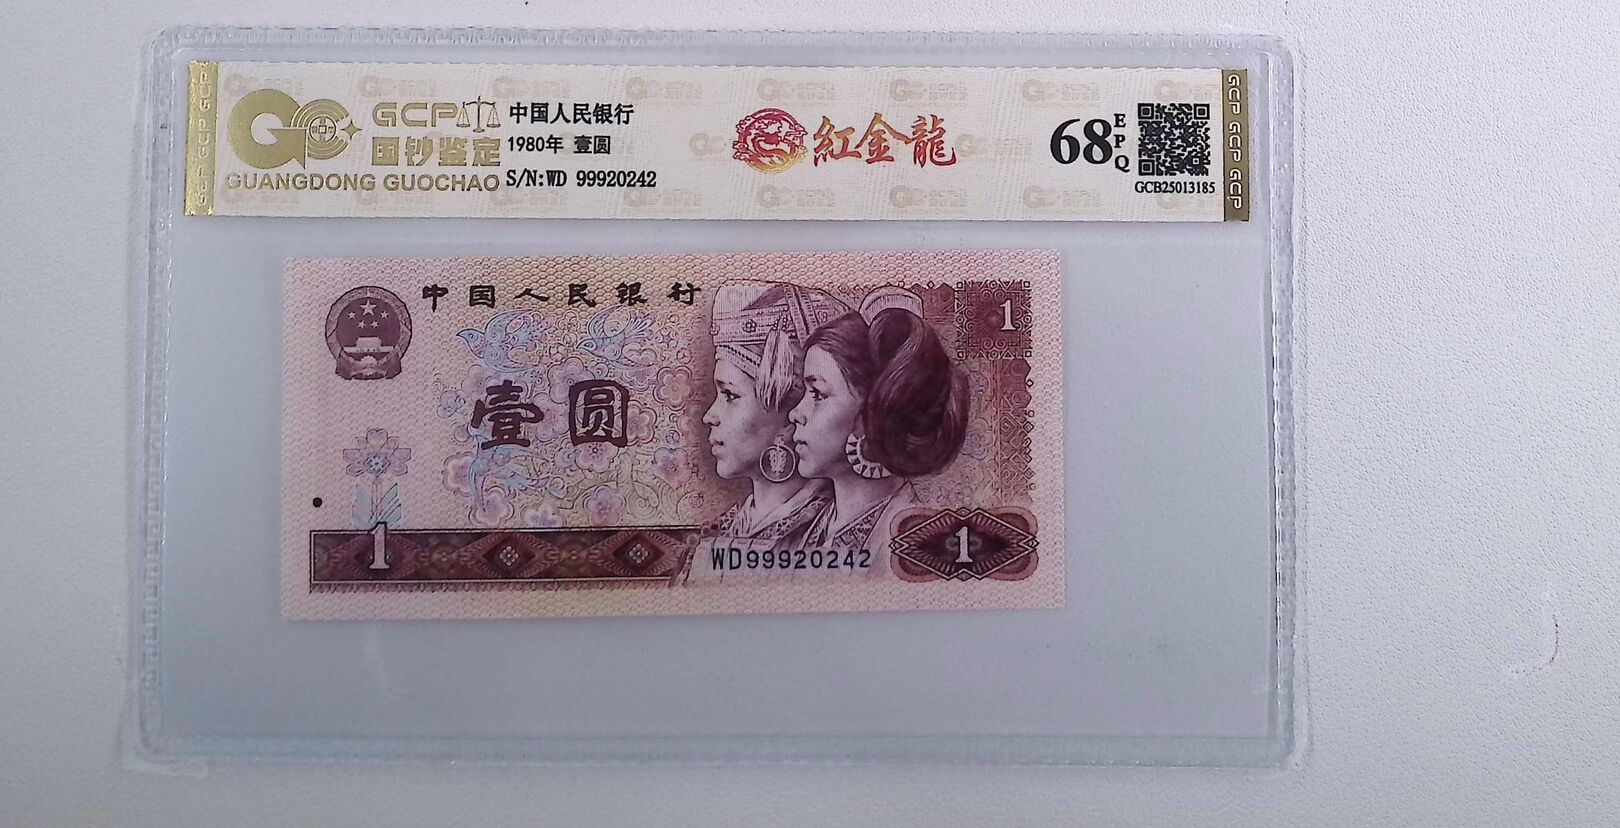 GCP
国钞鉴定
GUANGDONG GUOCHAO
中国人民银行
1980年 壹圆
S/N:WD 99920242
紅金龍
68 EPQ
GCB25013185
GCP GCP GCP
GCP GCP GCP
中国人民银行
1
壹圆
1
WD99920242
1